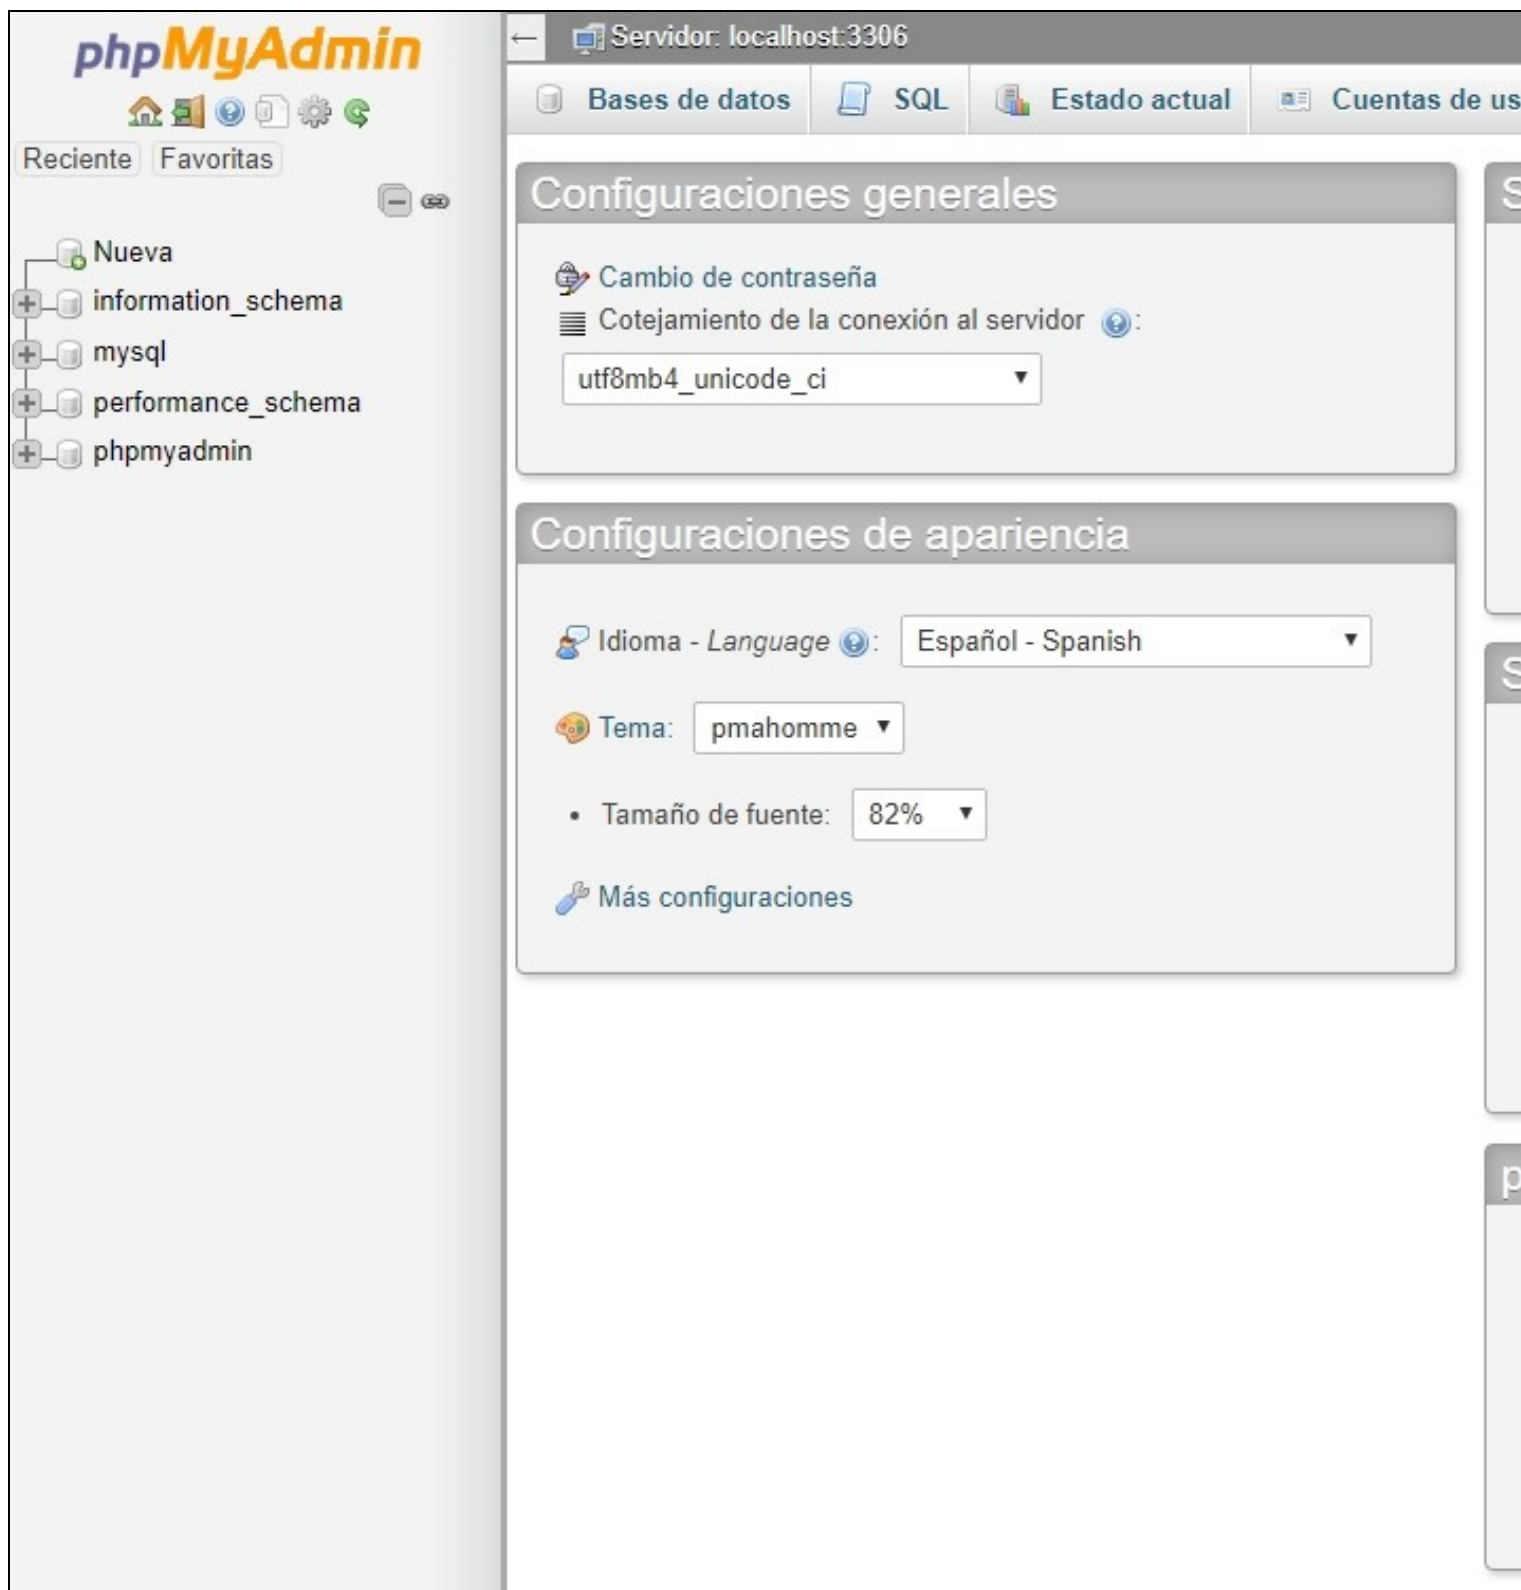 phpMyAdmin
Reciente Favoritas
Nueva
information_schema
mysql
performance_schema
phpmyadmin
Servidor: localhost:3306
Bases de datos SQL Estado actual Cuentas de us
Configuraciones generales
Cambio de contraseña
Cotejamiento de la conexión al servidor :
utf8mb4_unicode_ci
Configuraciones de apariencia
Idioma - Language : Español - Spanish
Tema: pmahomme
• Tamaño de fuente: 82%
Más configuraciones
S
S
p